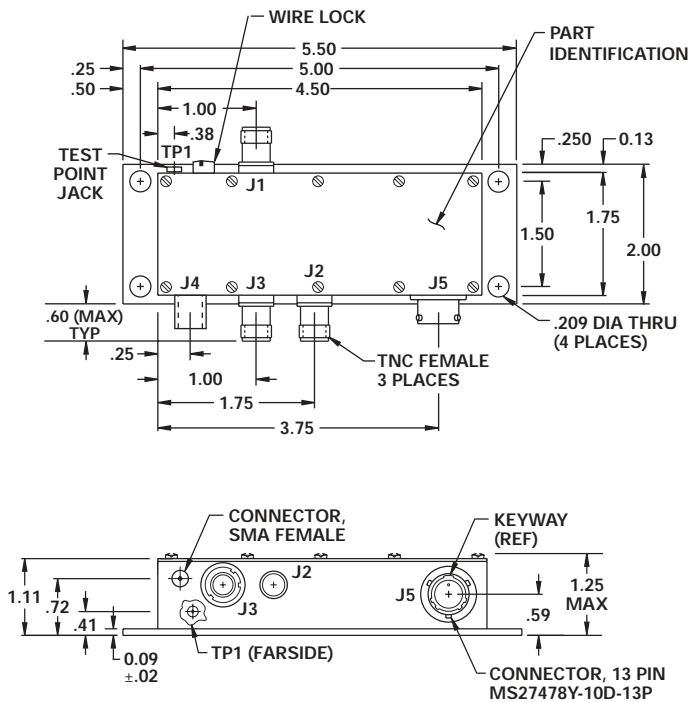 WIRE LOCK
5.50
PART
IDENTIFICATION
.25
5.00
.50
4.50
1.00
.38
TP1
TEST
POINT
JACK
.250
0.13
J1
1.50
1.75
2.00
J4
J3
J2
J5
.60 (MAX)
TYP
.25
.209 DIA THRU
(4 PLACES)
1.00
TNC FEMALE
3 PLACES
1.75
3.75
CONNECTOR,
SMA FEMALE
KEYWAY
(REF)
J2
J3
J5
1.11
.72
.41
1.25
MAX
.59
0.09
±.02
TP1 (FARSIDE)
CONNECTOR, 13 PIN
MS27478Y-10D-13P